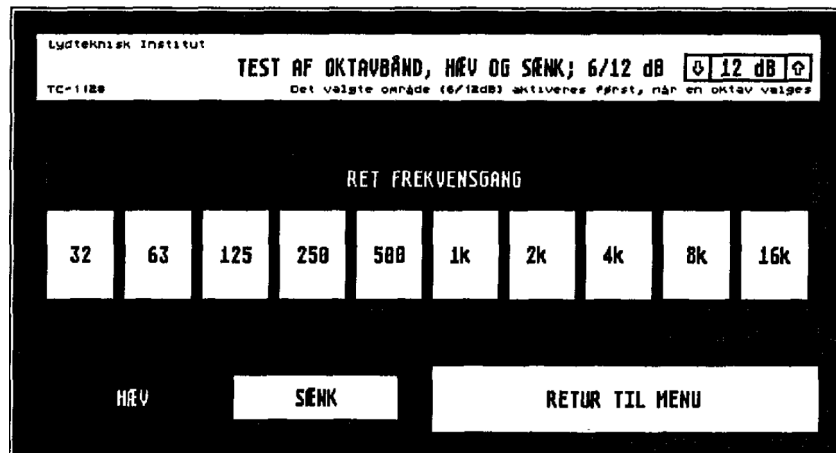 Lydteknisk Institut
TEST AF OKTAVBÅND, HÆV OG SÆNK; 6/12 dB ⇩ 12 dB ⇧
TC-1128 Det valgte område (6/12dB) aktiveres først, når en oktav valges
RET FREKVENSGANG
32 63 125 250 500 1k 2k 4k 8k 16k
HÆV SÆNK RETUR TIL MENU